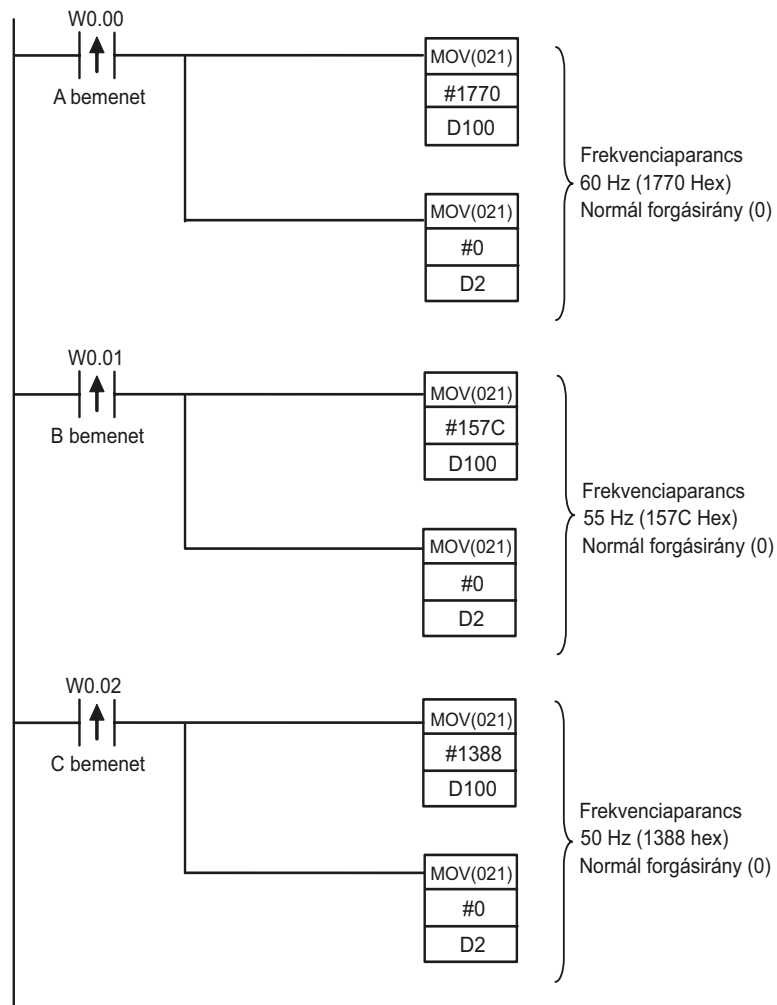 W0.00
A bemenet
MOV(021)
#1770
D100
MOV(021)
#0
D2
Frekvenciaparancs
60 Hz (1770 Hex)
Normál forgásirány (0)
W0.01
B bemenet
MOV(021)
#157C
D100
MOV(021)
#0
D2
Frekvenciaparancs
55 Hz (157C Hex)
Normál forgásirány (0)
W0.02
C bemenet
MOV(021)
#1388
D100
MOV(021)
#0
D2
Frekvenciaparancs
50 Hz (1388 hex)
Normál forgásirány (0)